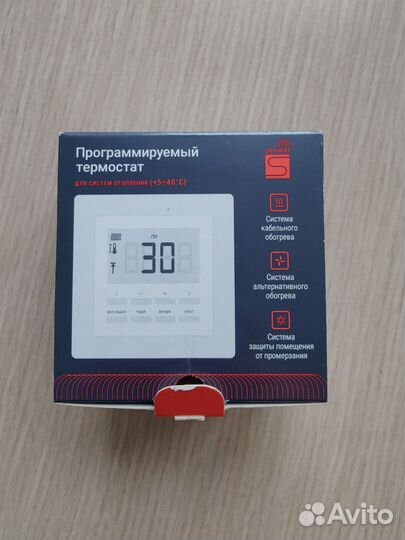 Программируемый
термостат
для систем отопления (+5÷40°C)
SPYHEAT
ПН
30
ВКЛ/ВЫКЛ ТЕМП. ВРЕМЯ ПРОГ.
Система
кабельного
обогрева
Система
альтернативного
обогрева
Система
защиты помещения
от промерзания
Avito